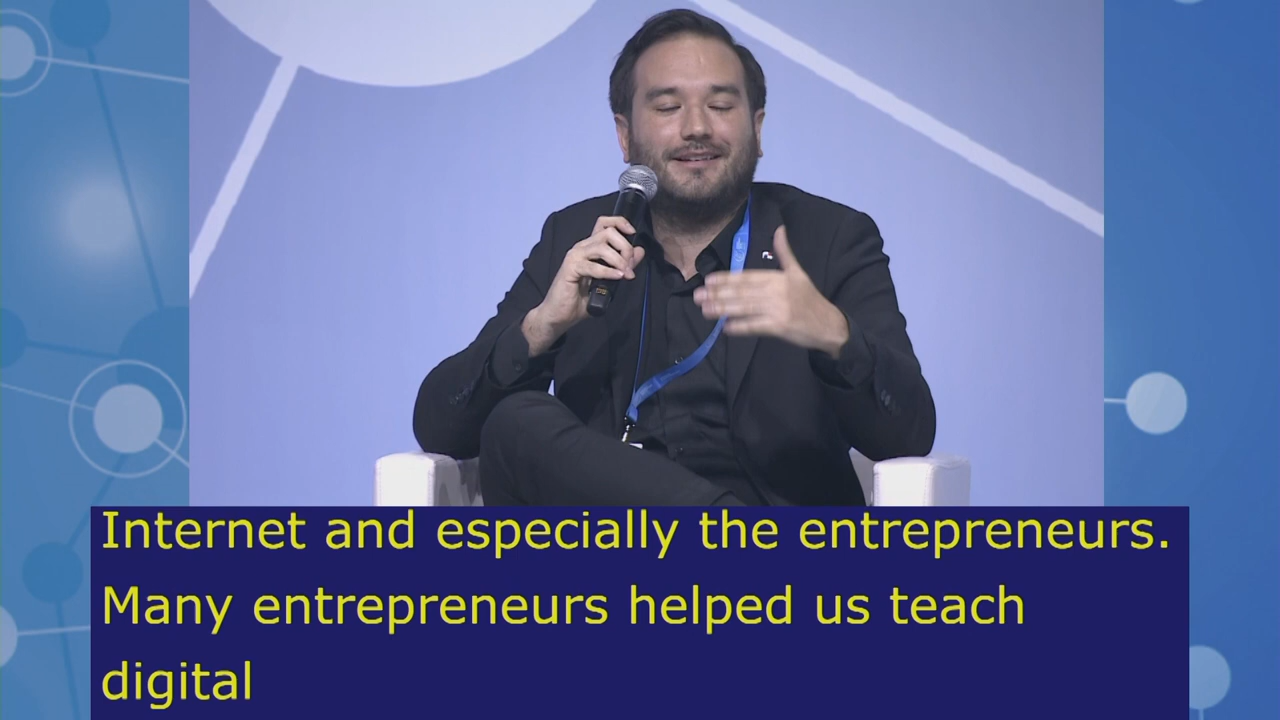 Internet and especially the entrepreneurs.
Many entrepreneurs helped us teach
digital